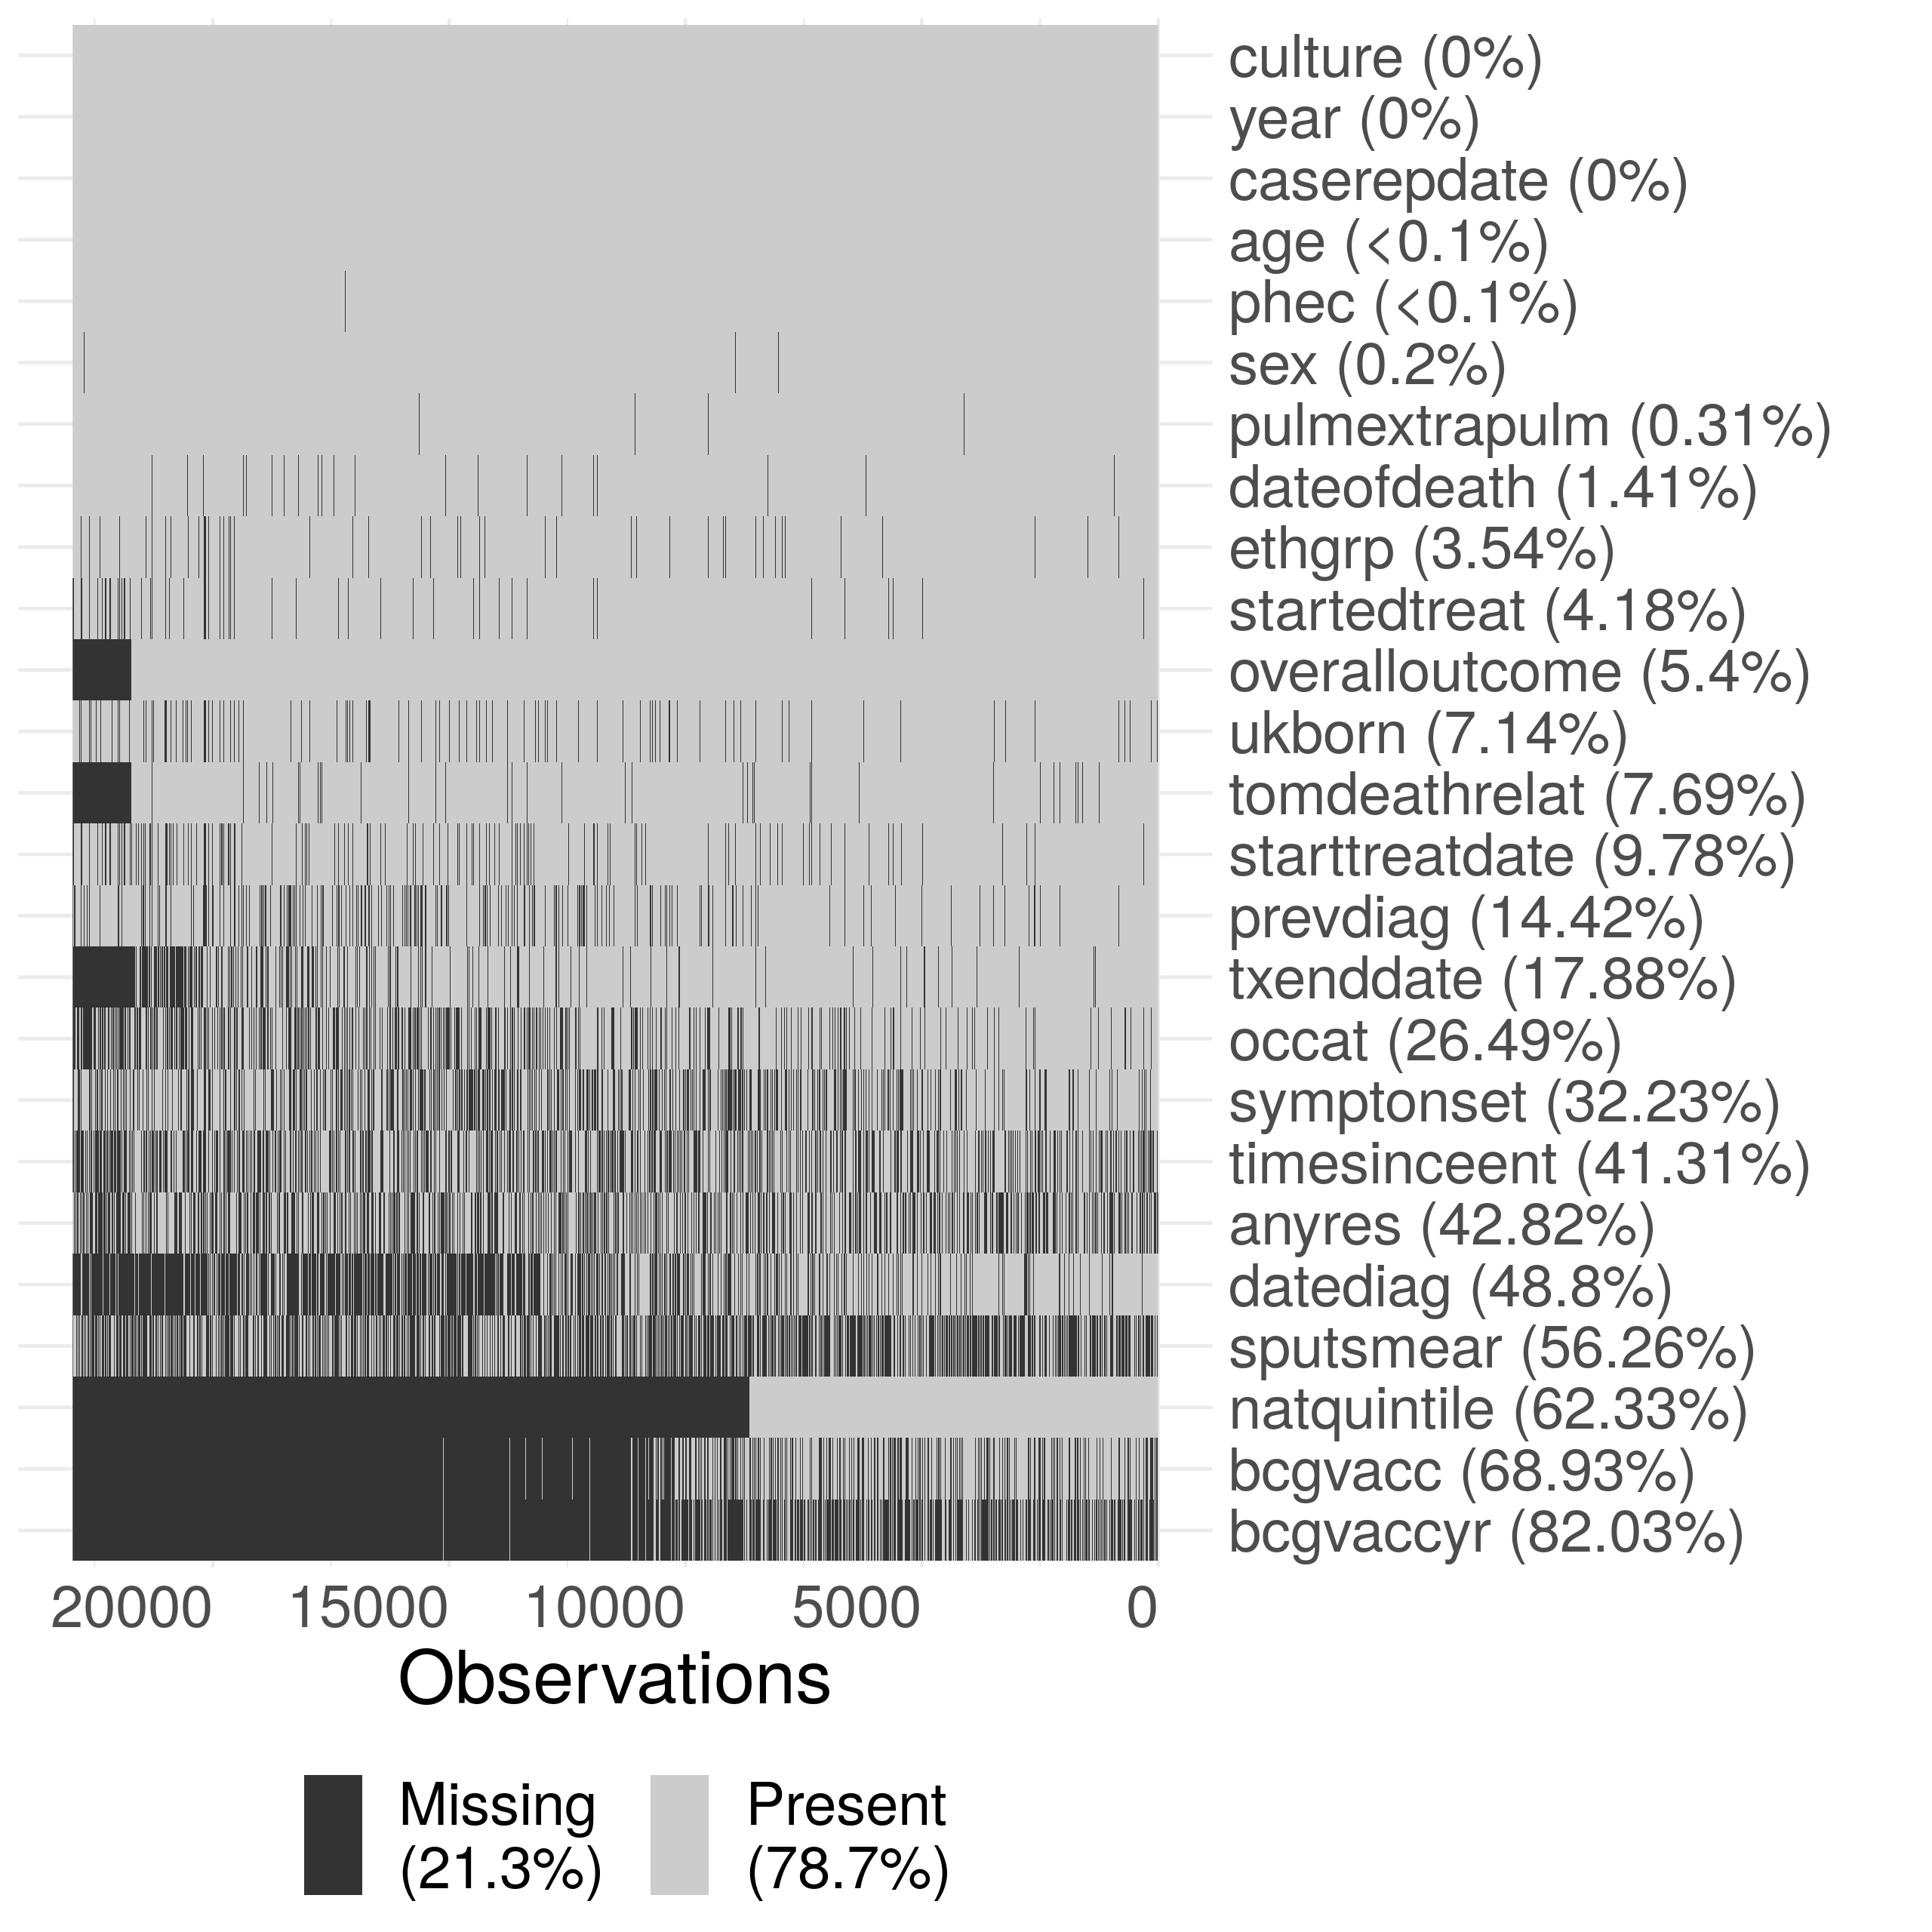 culture (0%)
year (0%)
caserepdate (0%)
age (<0.1%)
phec (<0.1%)
sex (0.2%)
pulmextrapulm (0.31%)
dateofdeath (1.41%)
ethgrp (3.54%)
startedtreat (4.18%)
overalloutcome (5.4%)
ukborn (7.14%)
tomdeathrelat (7.69%)
starttreatdate (9.78%)
prevdiag (14.42%)
txenddate (17.88%)
occat (26.49%)
symptonset (32.23%)
timesinceent (41.31%)
anyres (42.82%)
datediag (48.8%)
sputsmear (56.26%)
natquintile (62.33%)
bcgvacc (68.93%)
bcgvaccyr (82.03%)
20000 15000 10000 5000 0
Observations
Missing
(21.3%)
Present
(78.7%)